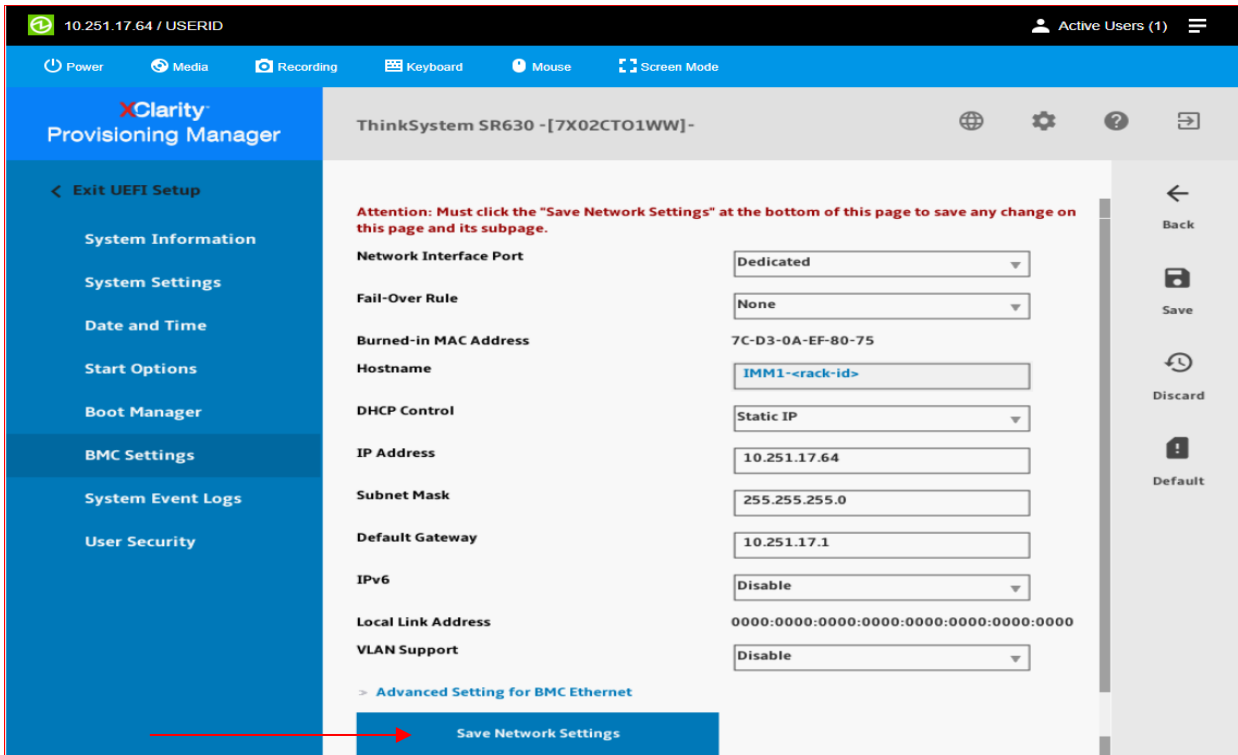 10.251.17.64 / USERID
Active Users (1)
Power
Media
Recording
Keyboard
Mouse
Screen Mode
XClarity
Provisioning Manager
ThinkSystem SR630 -[7X02CTO1WW]-
Exit UEFI Setup
System Information
System Settings
Date and Time
Start Options
Boot Manager
BMC Settings
System Event Logs
User Security
Attention: Must click the "Save Network Settings" at the bottom of this page to save any change on
this page and its subpage.
Network Interface Port
Dedicated
Fail-Over Rule
None
Burned-in MAC Address
7C-D3-0A-EF-80-75
Hostname
IMM1-<rack-id>
DHCP Control
Static IP
IP Address
10.251.17.64
Subnet Mask
255.255.255.0
Default Gateway
10.251.17.1
IPv6
Disable
Local Link Address
0000:0000:0000:0000:0000:0000:0000:0000
VLAN Support
Disable
> Advanced Setting for BMC Ethernet
Save Network Settings
Back
Save
Discard
Default